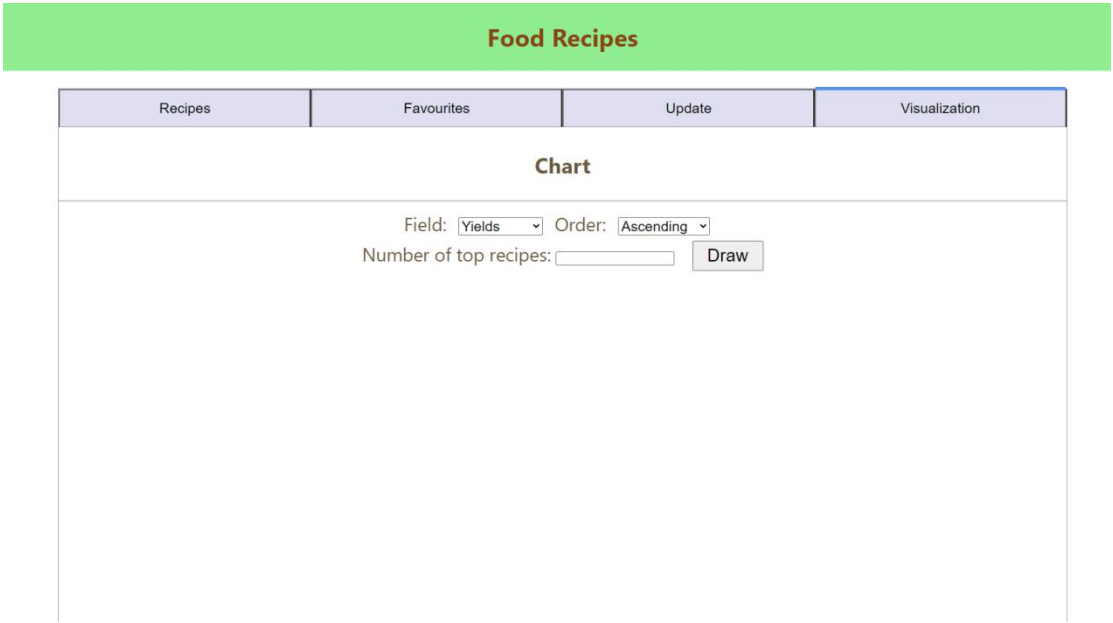 Food Recipes
Recipes Favourites Update Visualization
Chart
Field: Yields Order: Ascending
Number of top recipes: Draw